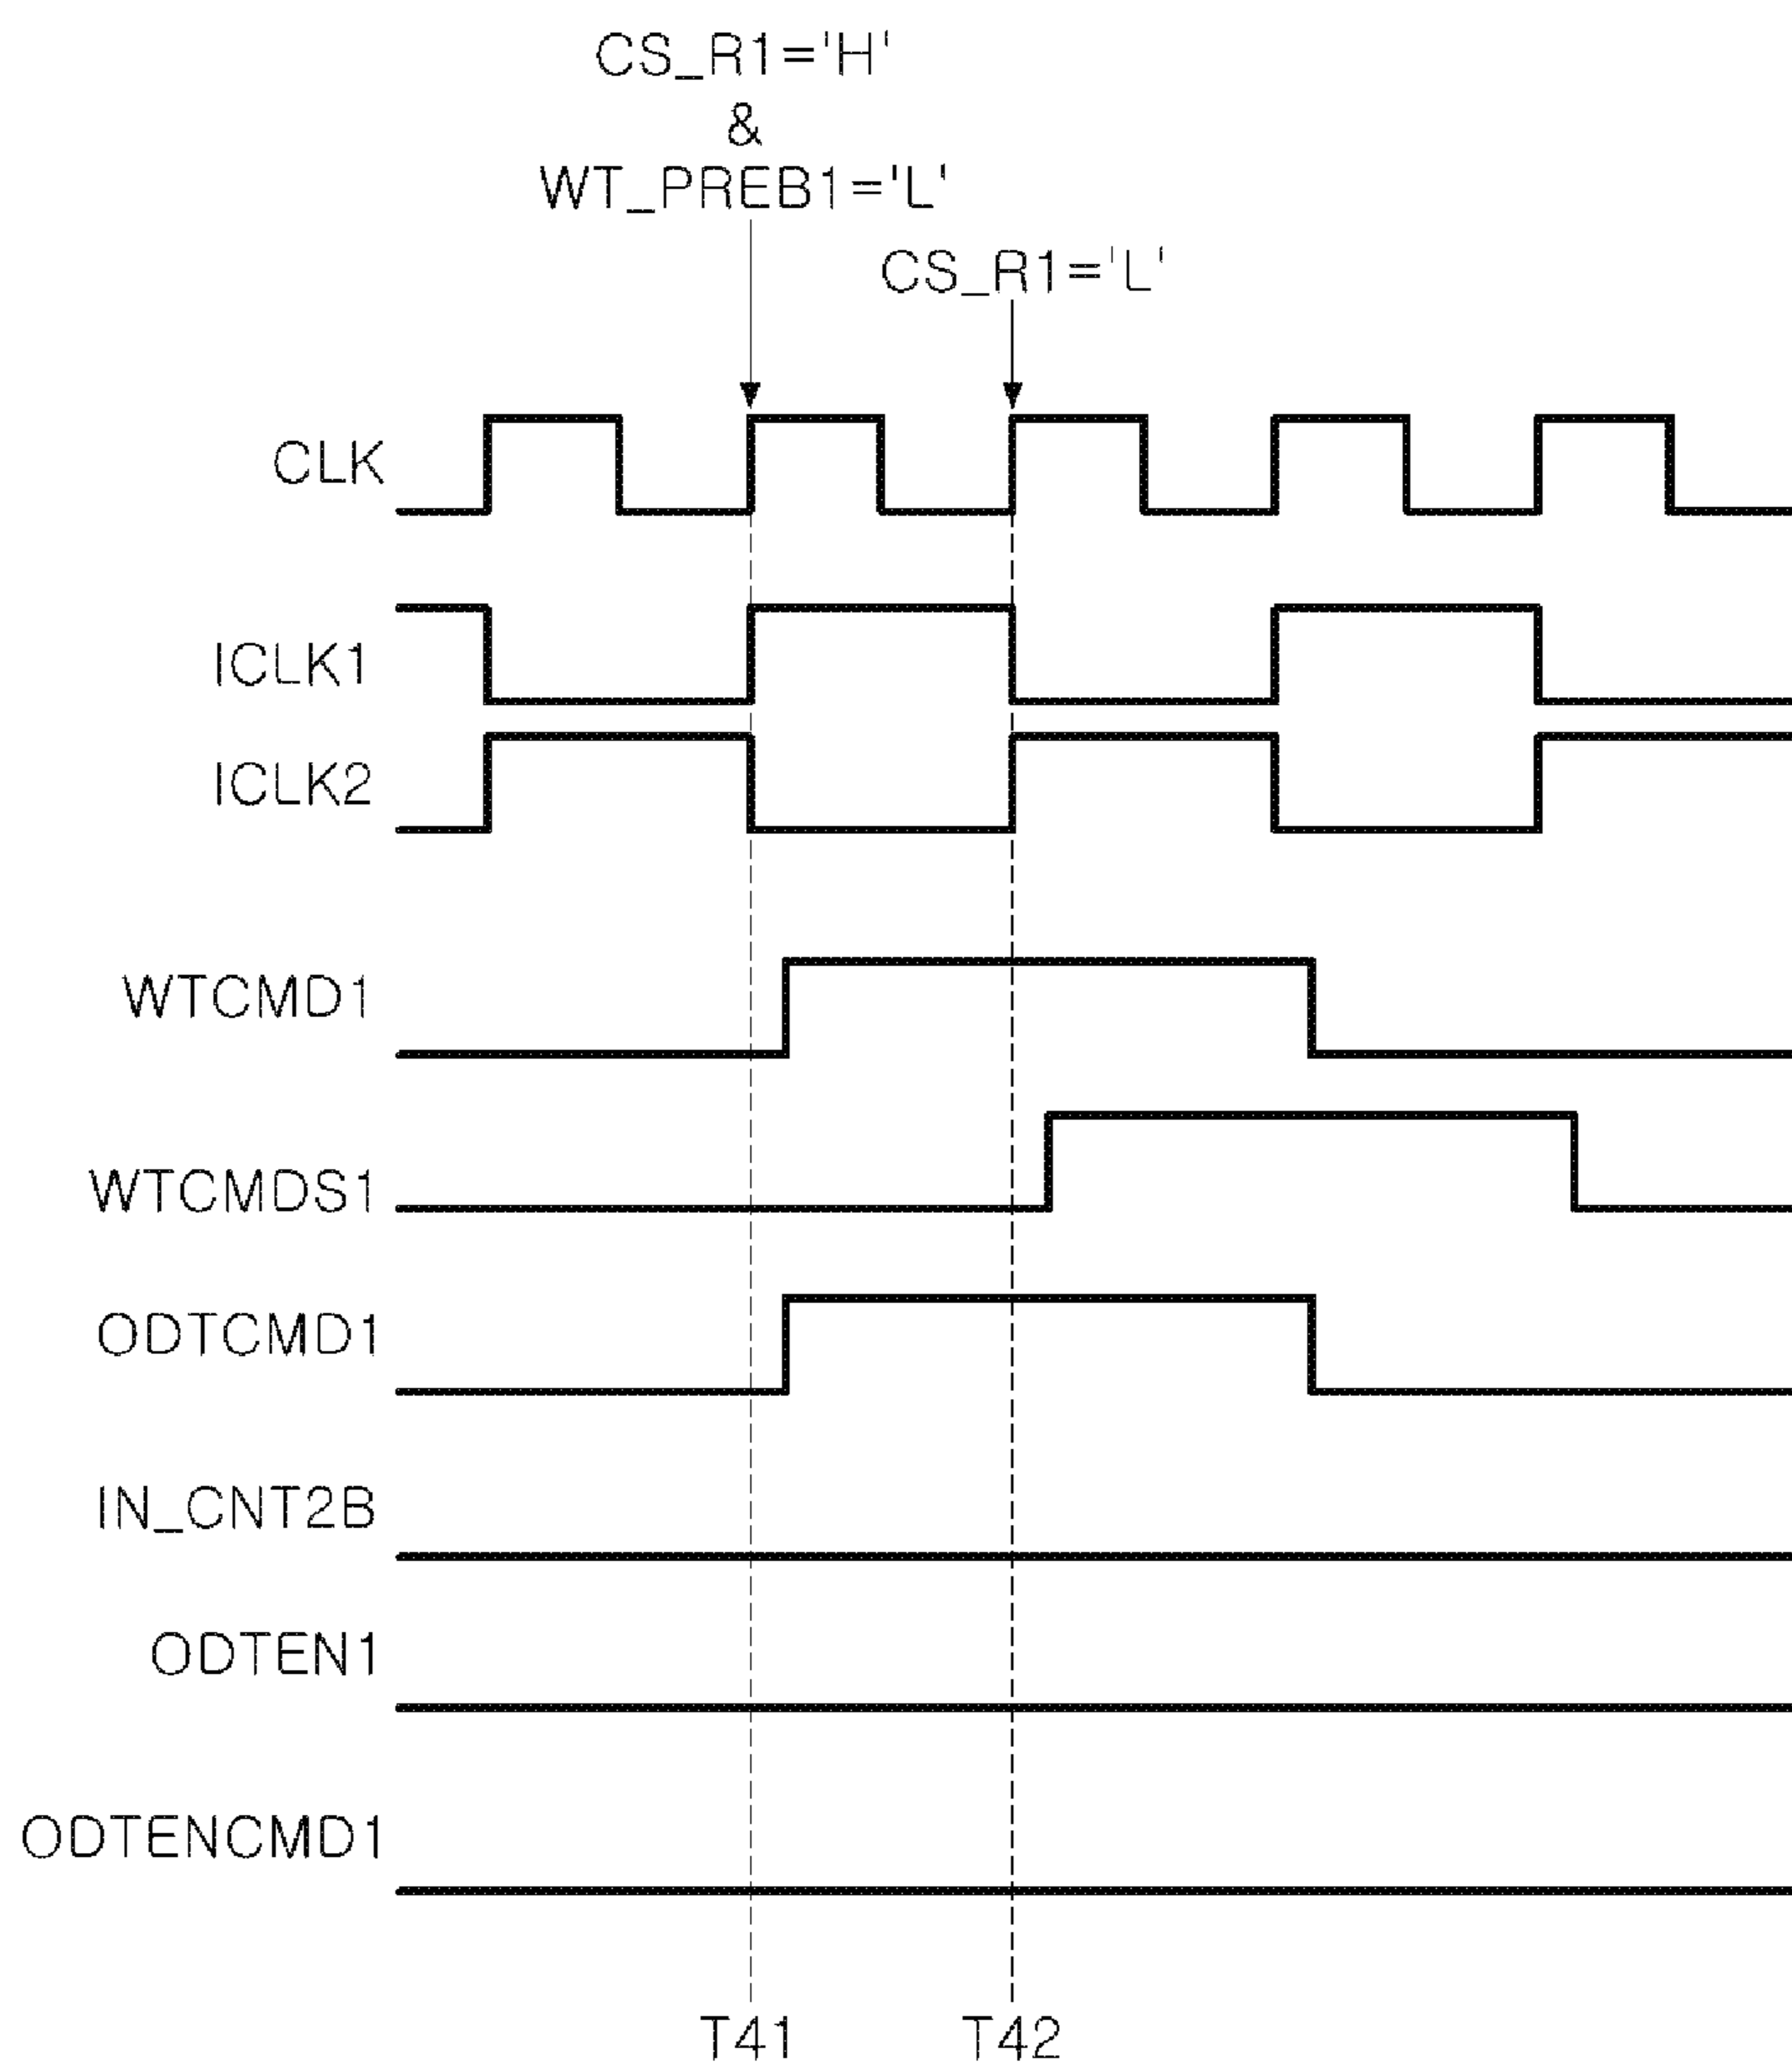 CS_R1='H'
&
WT_PREB1='L'
CS_R1='L'
CLK
ICLK1
ICLK2
WTCMD1
WTCMDS1
ODTCMD1
IN_CNT2B
ODTEN1
ODTENCMD1
T41 T42